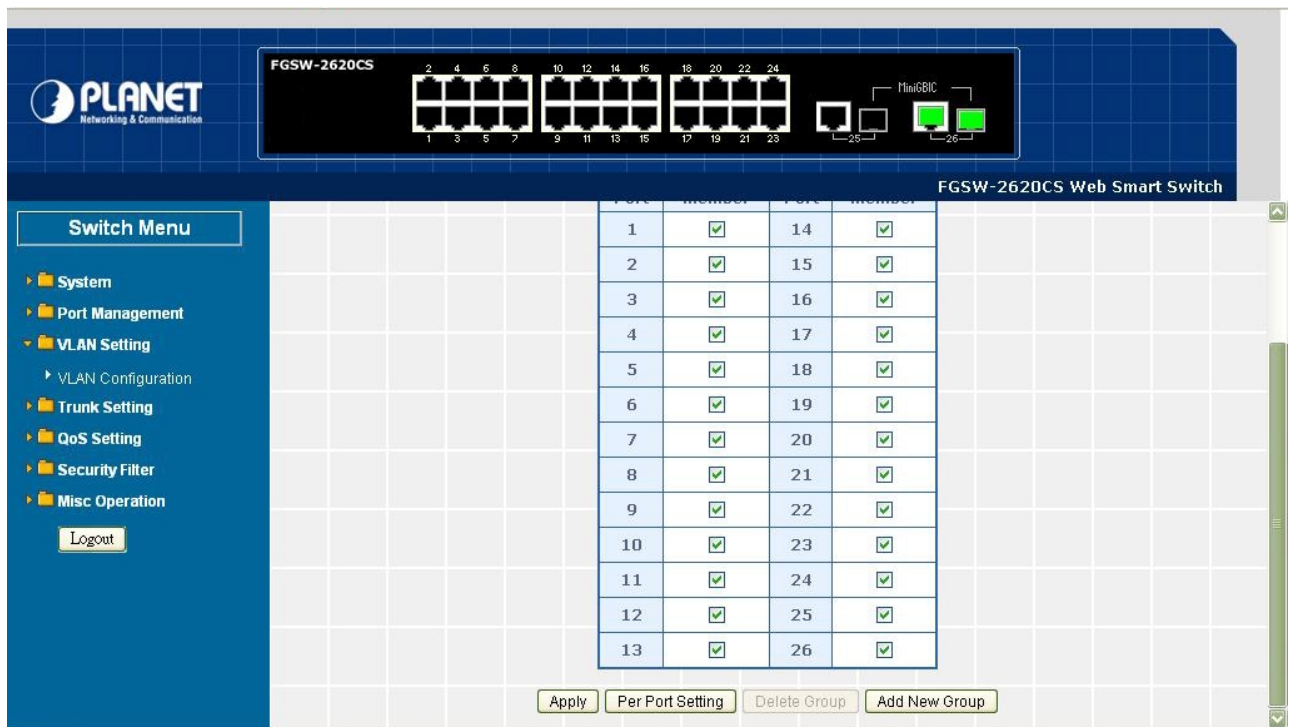 FGSW-2620CS
2 4 6 8 10 12 14 16 18 20 22 24
MiniGBIC
PLANET
Networking & Communication
1 3 5 7 9 11 13 15 17 19 21 23
25 26
FGSW-2620CS Web Smart Switch
Switch Menu
System
Port Management
VLAN Setting
VLAN Configuration
Trunk Setting
QoS Setting
Security Filter
Misc Operation
Logout
Port Member Port Member
1 14
2 15
3 16
4 17
5 18
6 19
7 20
8 21
9 22
10 23
11 24
12 25
13 26
Apply Per Port Setting Delete Group Add New Group